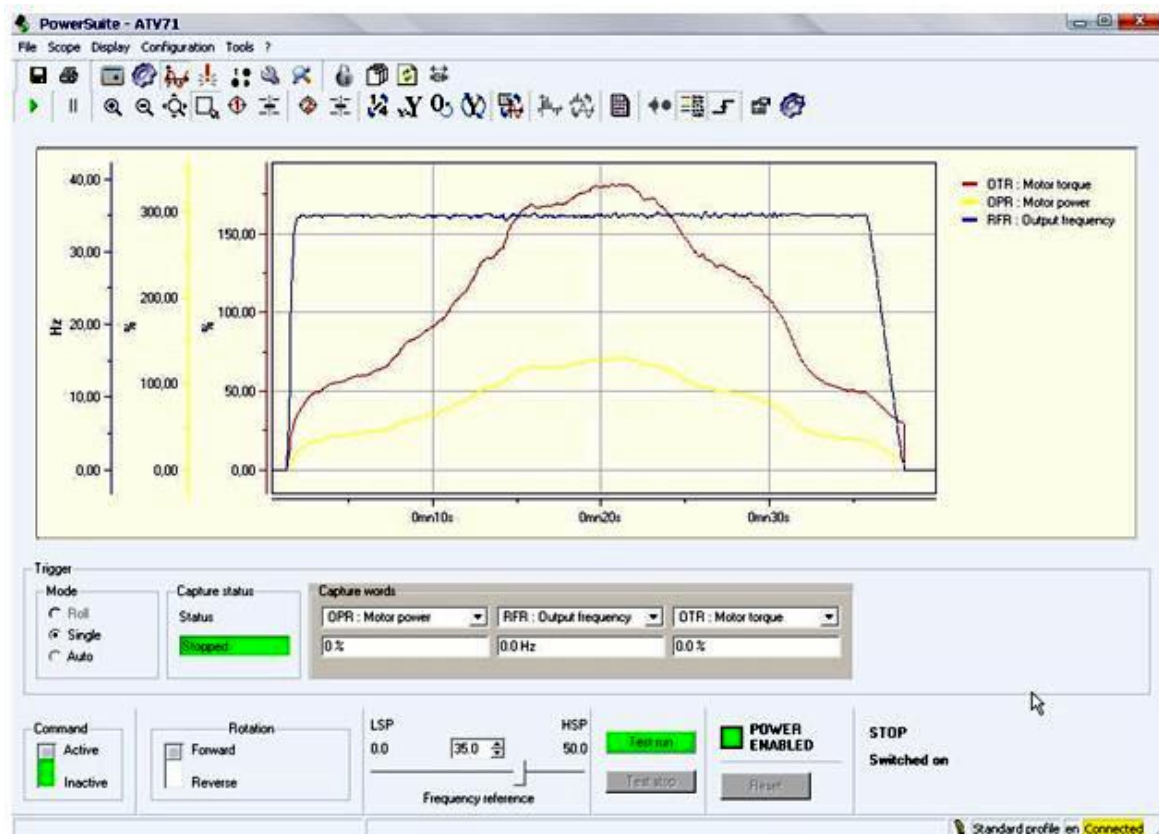 PowerSuite - ATV71
File Scope Display Configuration Tools ?
40,00
30,00
20,00
10,00
0,00
Hz
300,00
200,00
100,00
0,00
%
150,00
100,00
50,00
0,00
%
OTR : Motor torque
OPR : Motor power
RFR : Output frequency
0mn10s 0mn20s 0mn30s
Trigger
Mode
Roll
Single
Auto
Capture status
Status
Stopped
Capture words
OPR : Motor power RFR : Output frequency OTR : Motor torque
0 % 0.0 Hz 0.0 %
Command
Active
Inactive
Rotation
Forward
Reverse
LSP HSP
0.0 35.0 50.0
Frequency reference
Test run
Test stop
POWER
ENABLED
Reset
STOP
Switched on
Standard profile en Connected